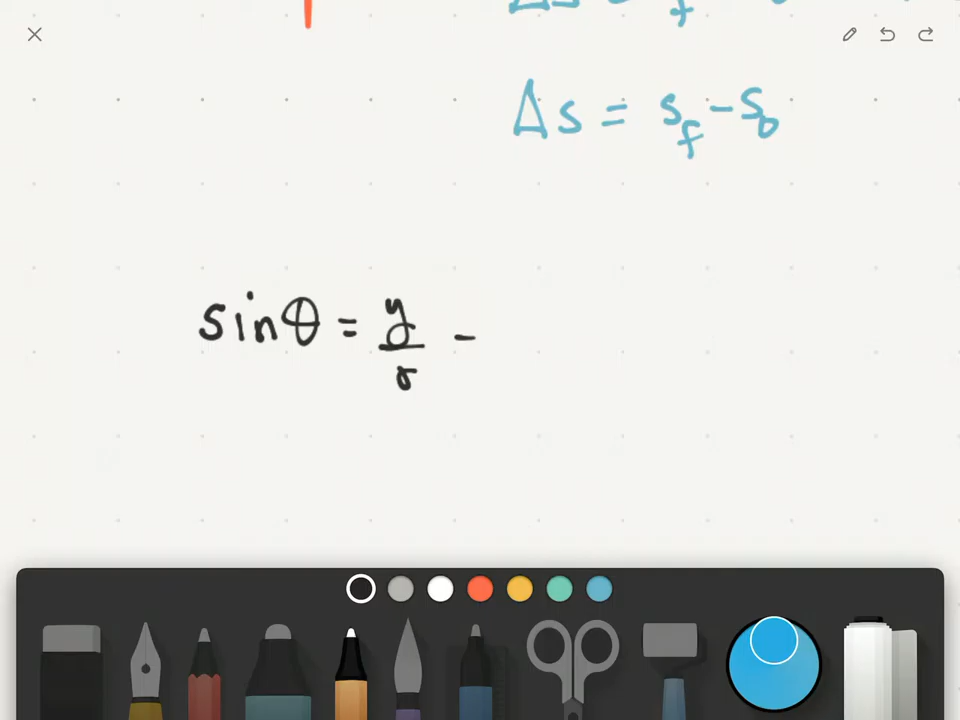 Δs = s_f - s_0
sinθ = y/r -